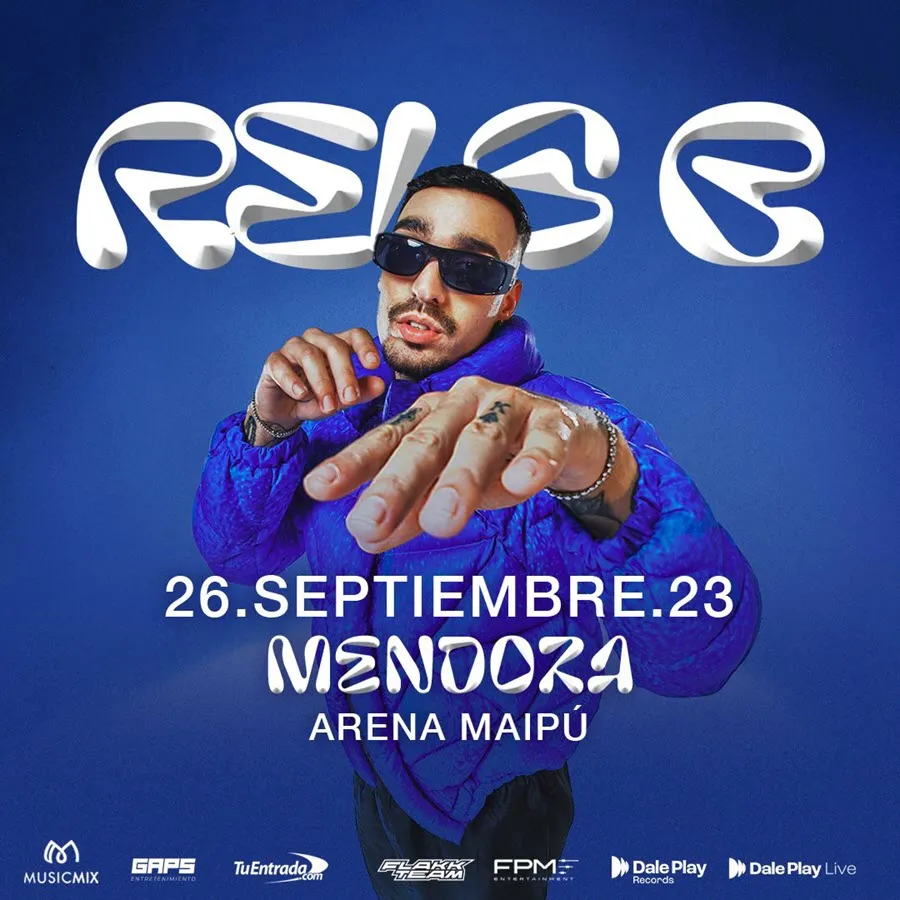 RELS B
26.SEPTIEMBRE.23
MENDOZA
ARENA MAIPÚ
MUSICMIX
GAPS
ENTRETENIMIENTO
TuEntrada
.com
FLAKK
TEAM
FPM
ENTERTAINMENT
Dale Play
Records
Dale Play Live